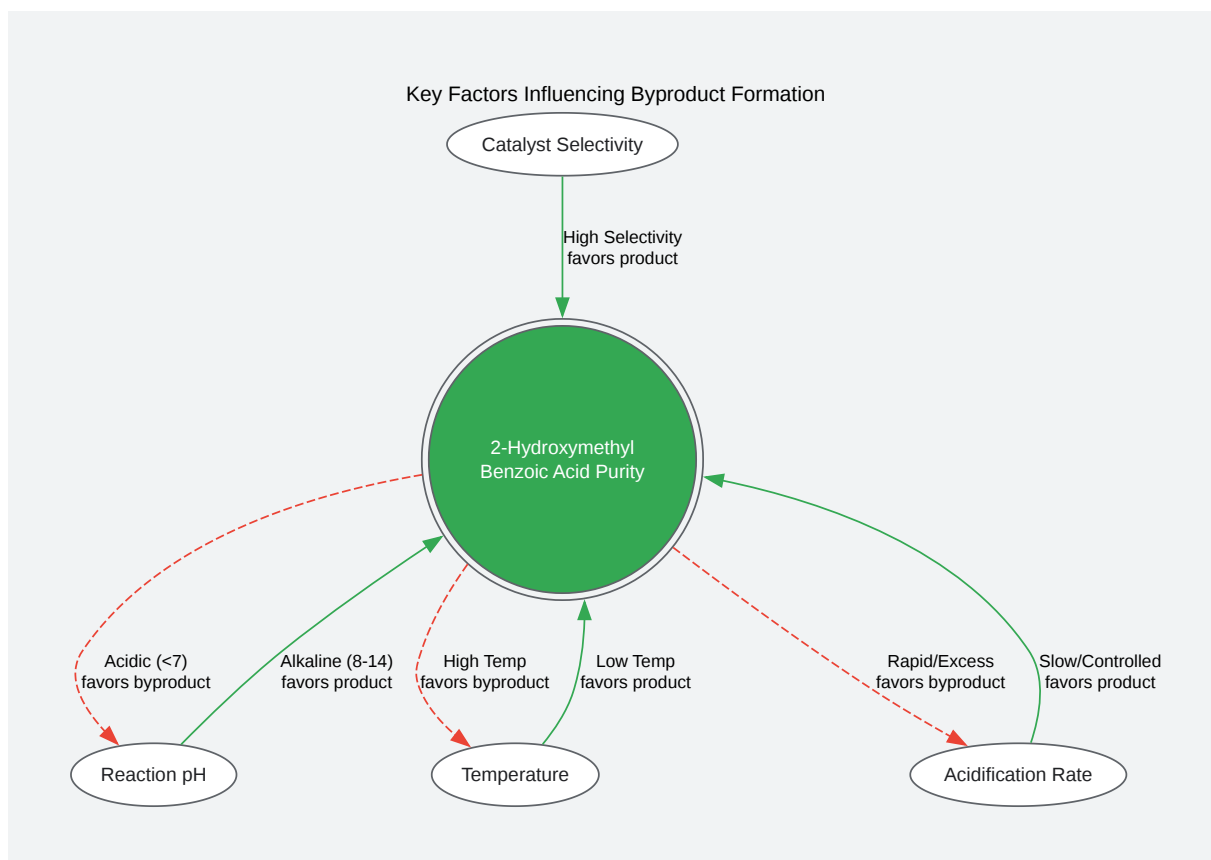 Key Factors Influencing Byproduct Formation
Catalyst Selectivity
High Selectivity
favors product
2-Hydroxymethyl
Benzoic Acid Purity
Acidic (<7)
favors byproduct
Alkaline (8-14)
favors product
High Temp
favors byproduct
Low Temp
favors product
Rapid/Excess
favors byproduct
Slow/Controlled
favors product
Reaction pH
Temperature
Acidification Rate